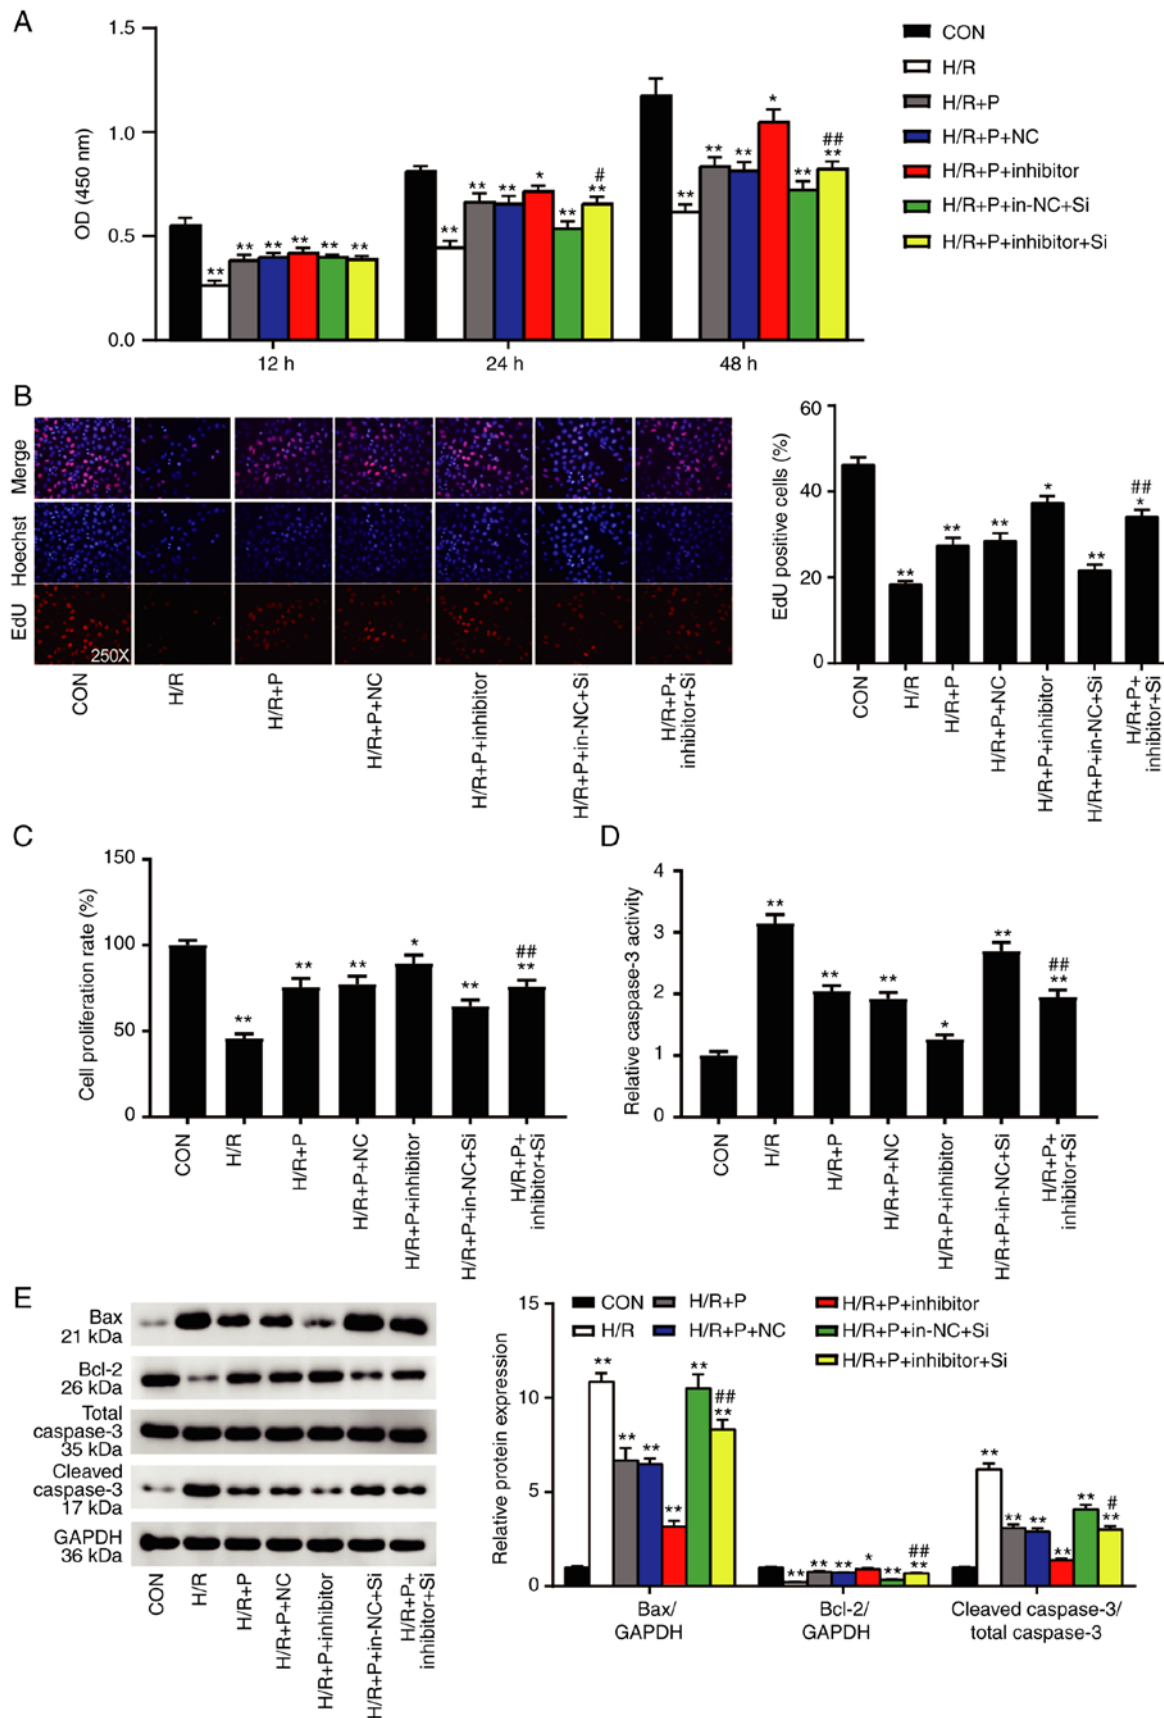 A
1.5
1.0
0.5
0.0
OD (450 nm)
**
**
**
**
**
**
**
**
**
*
**
#
**
**
**
**
*
**
##
**
12 h
24 h
48 h
CON
H/R
H/R+P
H/R+P+NC
H/R+P+inhibitor
H/R+P+in-NC+Si
H/R+P+inhibitor+Si
B
Merge
Hoechst
EdU
250X
CON
H/R
H/R+P
H/R+P+NC
H/R+P+inhibitor
H/R+P+in-NC+Si
H/R+P+
inhibitor+Si
60
40
20
0
EdU positive cells (%)
**
**
**
*
**
##
*
CON
H/R
H/R+P
H/R+P+NC
H/R+P+inhibitor
H/R+P+in-NC+Si
H/R+P+
inhibitor+Si
C
150
100
50
0
Cell proliferation rate (%)
**
**
**
*
**
##
**
CON
H/R
H/R+P
H/R+P+NC
H/R+P+inhibitor
H/R+P+in-NC+Si
H/R+P+
inhibitor+Si
D
4
3
2
1
0
Relative caspase-3 activity
**
**
**
*
**
##
**
CON
H/R
H/R+P
H/R+P+NC
H/R+P+inhibitor
H/R+P+in-NC+Si
H/R+P+
inhibitor+Si
E
Bax
21 kDa
Bcl-2
26 kDa
Total
caspase-3
35 kDa
Cleaved
caspase-3
17 kDa
GAPDH
36 kDa
CON
H/R
H/R+P
H/R+P+NC
H/R+P+inhibitor
H/R+P+in-NC+Si
H/R+P+
inhibitor+Si
15
10
5
0
Relative protein expression
CON
H/R
H/R+P
H/R+P+NC
H/R+P+inhibitor
H/R+P+in-NC+Si
H/R+P+inhibitor+Si
**
**
**
**
**
##
**
**
**
**
*
**
##
**
**
**
**
**
**
#
**
Bax/
GAPDH
Bcl-2/
GAPDH
Cleaved caspase-3/
total caspase-3